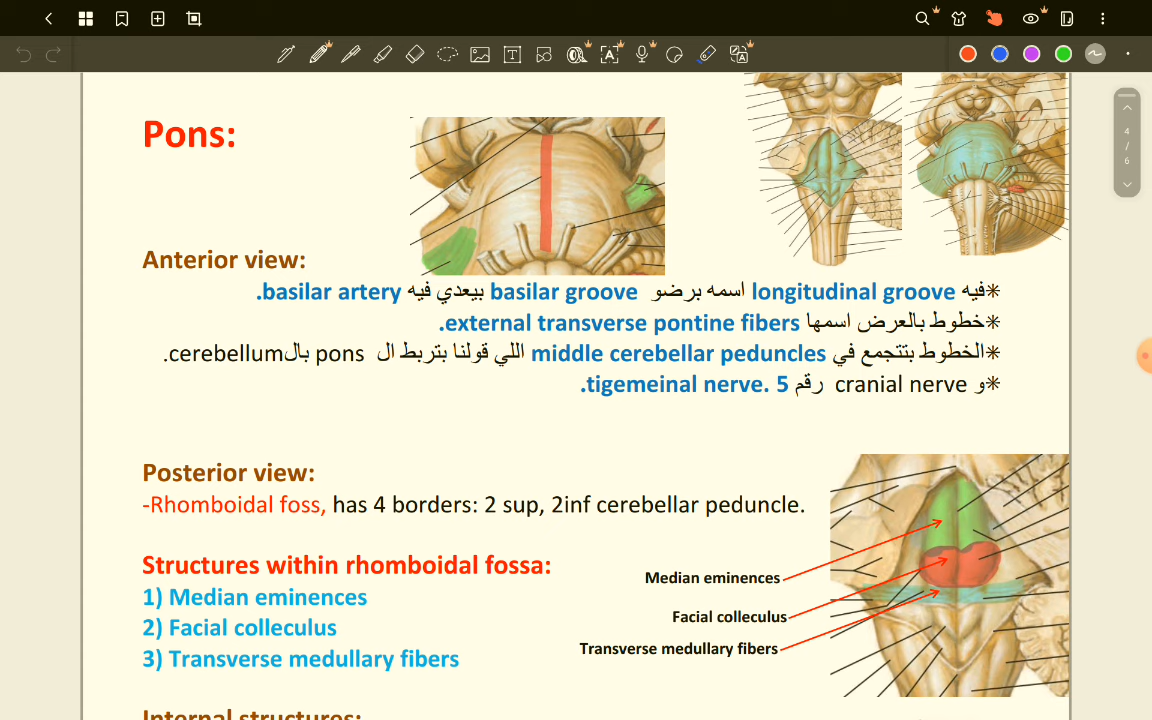 4
/
6
Pons:
Anterior view:
✳فيه longitudinal groove اسمه برضو basilar groove بيعدي فيه basilar artery.
✳خطوط بالعرض اسمها external transverse pontine fibers.
✳الخطوط بتتجمع في middle cerebellar peduncles اللي قولنا بتربط ال pons بالcerebellum.
✳و cranial nerve رقم 5 tigemeinal nerve.
Posterior view:
-Rhomboidal foss, has 4 borders: 2 sup, 2inf cerebellar peduncle.
Structures within rhomboidal fossa:
1) Median eminences
2) Facial colleculus
3) Transverse medullary fibers
Median eminences
Facial colleculus
Transverse medullary fibers
Internal structures: